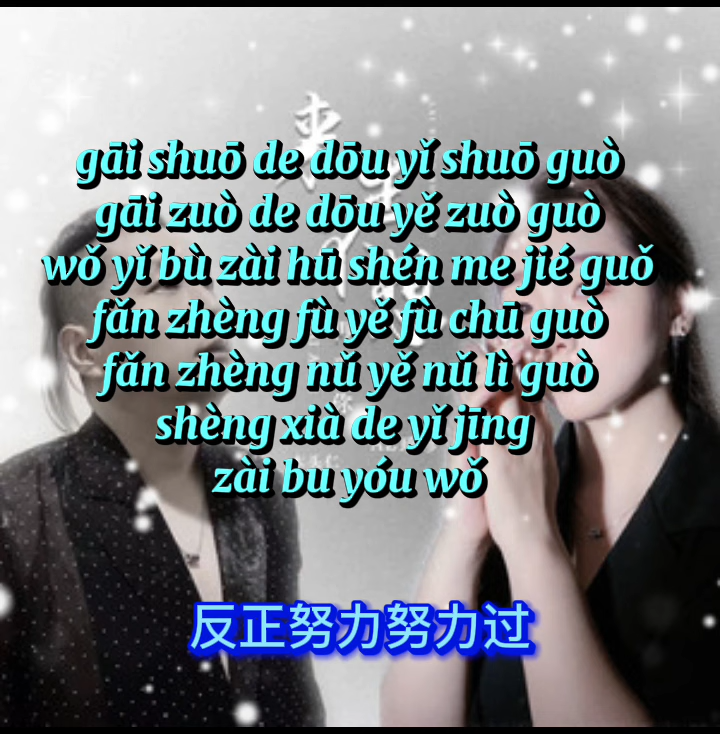 gāi shuō de dōu yǐ shuō guò
gāi zuò de dōu yě zuò guò
wǒ yǐ bù zài hū shén me jié guǒ
fǎn zhèng fù yě fù chū guò
fǎn zhèng nǔ yě nǔ lì guò
shèng xià de yǐ jīng
zài bu yóu wǒ
反正努力努力过